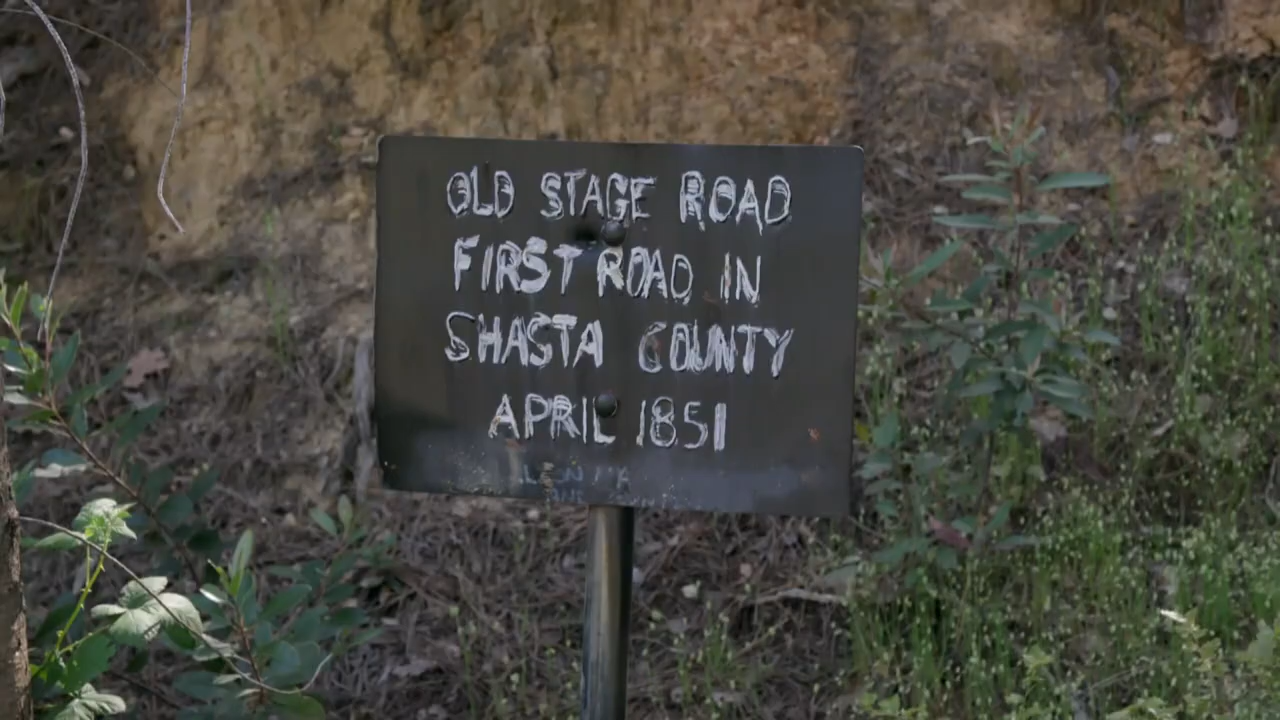 OLD STAGE ROAD
FIRST ROAD IN
SHASTA COUNTY
APRIL 1851